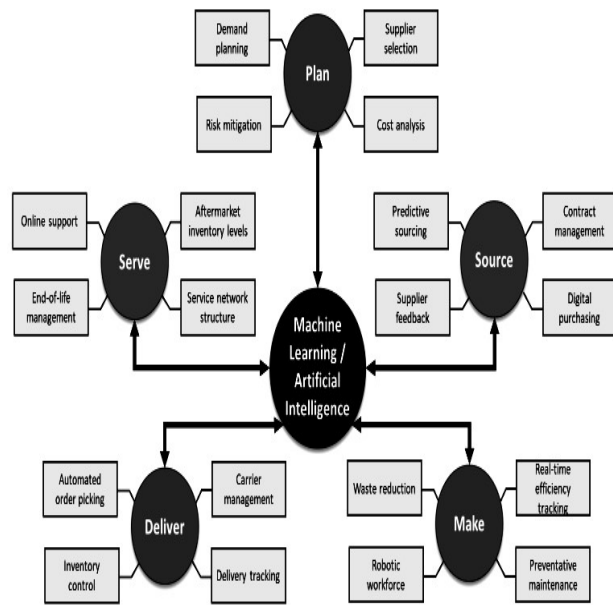 Demand
planning
Supplier
selection
Plan
Risk mitigation
Cost analysis
Online support
Aftermarket
inventory levels
Serve
End-of-life
management
Service network
structure
Predictive
sourcing
Contract
management
Source
Supplier
feedback
Digital
purchasing
Machine
Learning /
Artificial
Intelligence
Automated
order picking
Carrier
management
Deliver
Inventory
control
Delivery tracking
Waste reduction
Real-time
efficiency
tracking
Make
Robotic
workforce
Preventative
maintenance